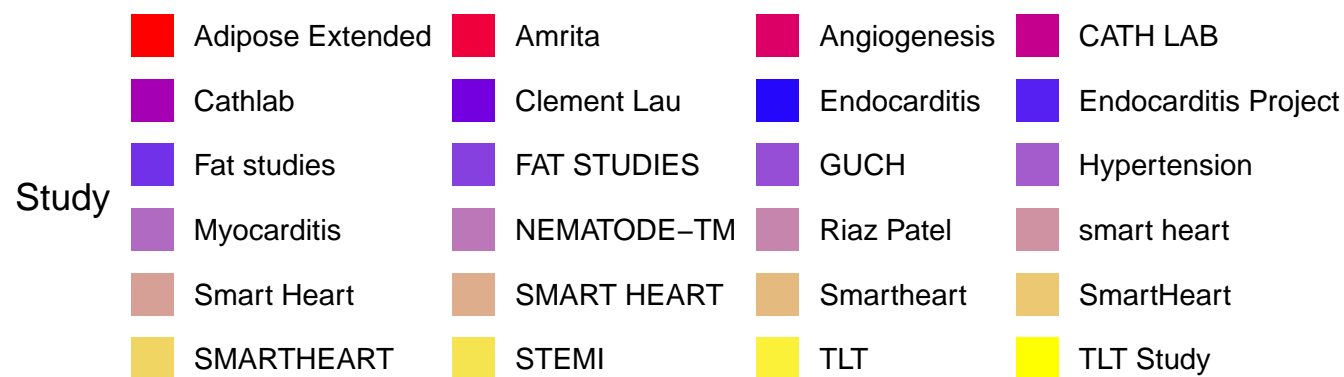 Adipose Extended Amrita Angiogenesis CATH LAB
Cathlab Clement Lau Endocarditis Endocarditis Project
Fat studies FAT STUDIES GUCH Hypertension
Study
Myocarditis NEMATODE−TM Riaz Patel smart heart
Smart Heart SMART HEART Smartheart SmartHeart
SMARTHEART STEMI TLT TLT Study